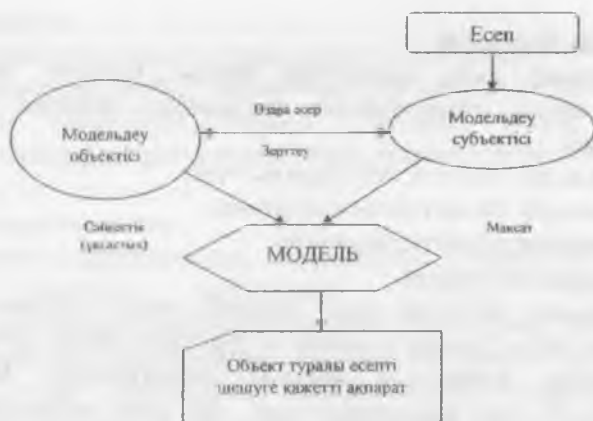 Есеп
Өзара әсер
Модельдеу
объектісі
Модельдеу
субъектісі
Зерттеу
Сәйкестік
(ұқсастық)
Мақсат
МОДЕЛЬ
Объект туралы есепті
шешуге қажетті ақпарат